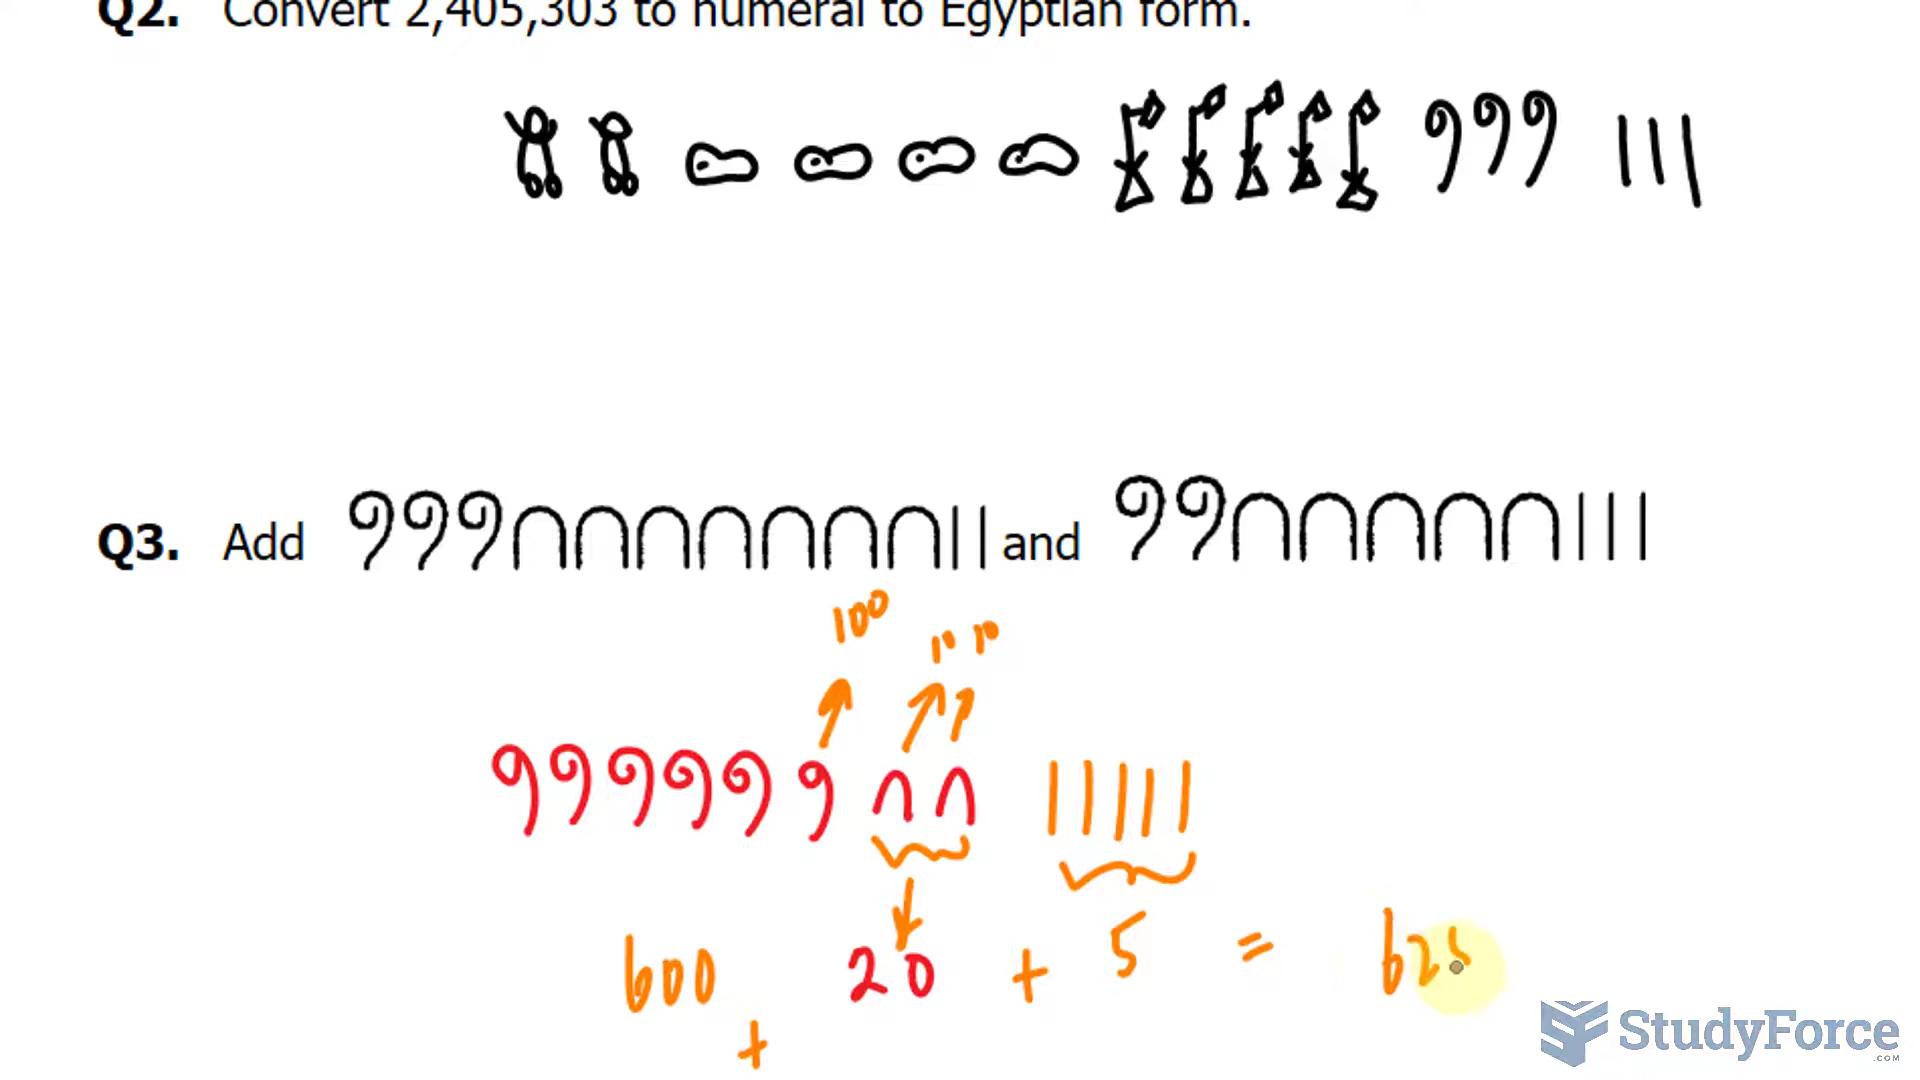 Q2. Convert 2,405,303 to numeral to Egyptian form.
Q3. Add and
100
10 10
600 + 20 + 5 = 625
StudyForce
.COM